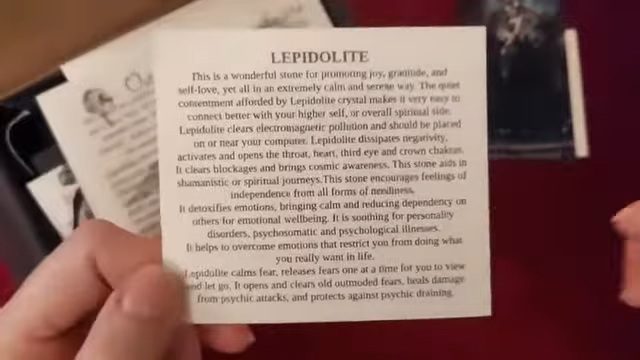 LEPIDOLITE
This is a wonderful stone for promoting joy, gratitude, and
self-love, yet all in an extremely calm and serene way. The quiet
contentment afforded by Lepidolite crystal makes it very easy to
connect better with your higher self, or overall spiritual side.
Lepidolite clears electromagnetic pollution and should be placed
on or near your computer. Lepidolite dissipates negativity,
activates and opens the throat, heart, third eye and crown chakras.
It clears blockages and brings cosmic awareness. This stone aids in
shamanistic or spiritual journeys. This stone encourages feelings of
independence from all forms of neediness.
It detoxifies emotions, bringing calm and reducing dependency on
others for emotional wellbeing. It is soothing for personality
disorders, psychosomatic and psychological illnesses.
It helps to overcome emotions that restrict you from doing what
you really want in life.
Lepidolite calms fear, releases fears one at a time for you to view
and let go. It opens and clears old outmoded fears, heals damage
from psychic attacks, and protects against psychic draining.